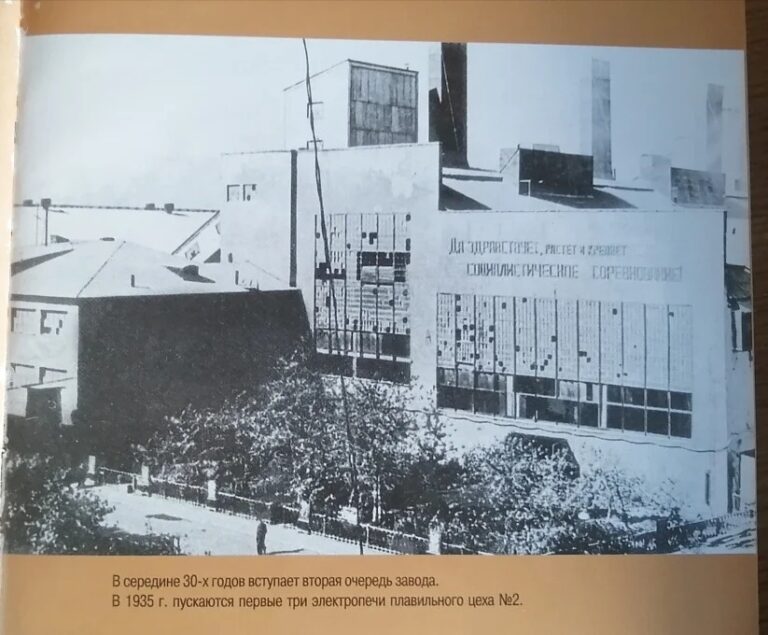 Да здравствует, растет и крепнет
социалистическое соревнование!
В середине 30-х годов вступает вторая очередь завода.
В 1935 г. пускаются первые три электропечи плавильного цеха №2.